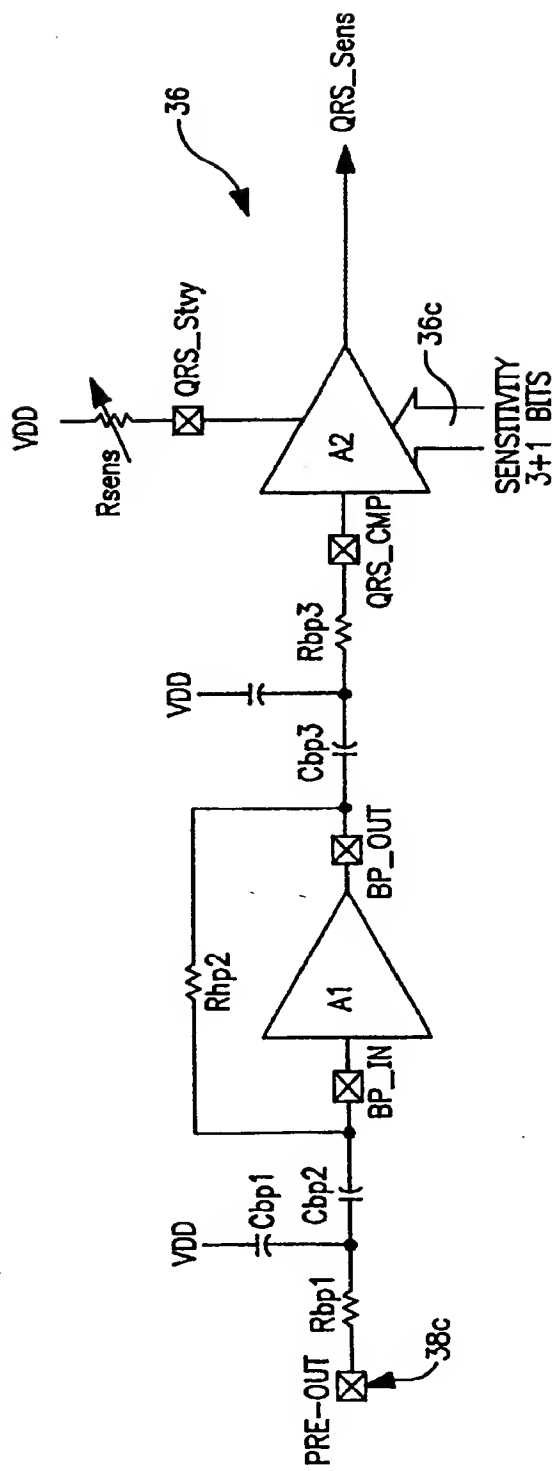 36
VDD
Rsens
QRS_Stvy
QRS_Sens
A2
36c
SENSITIVITY
3+1 BITS
QRS_CMP
Rbp3
VDD
Cbp3
BP_OUT
Rhp2
A1
BP_IN
VDD
Cbp1
Cbp2
Rbp1
PRE-OUT
38c